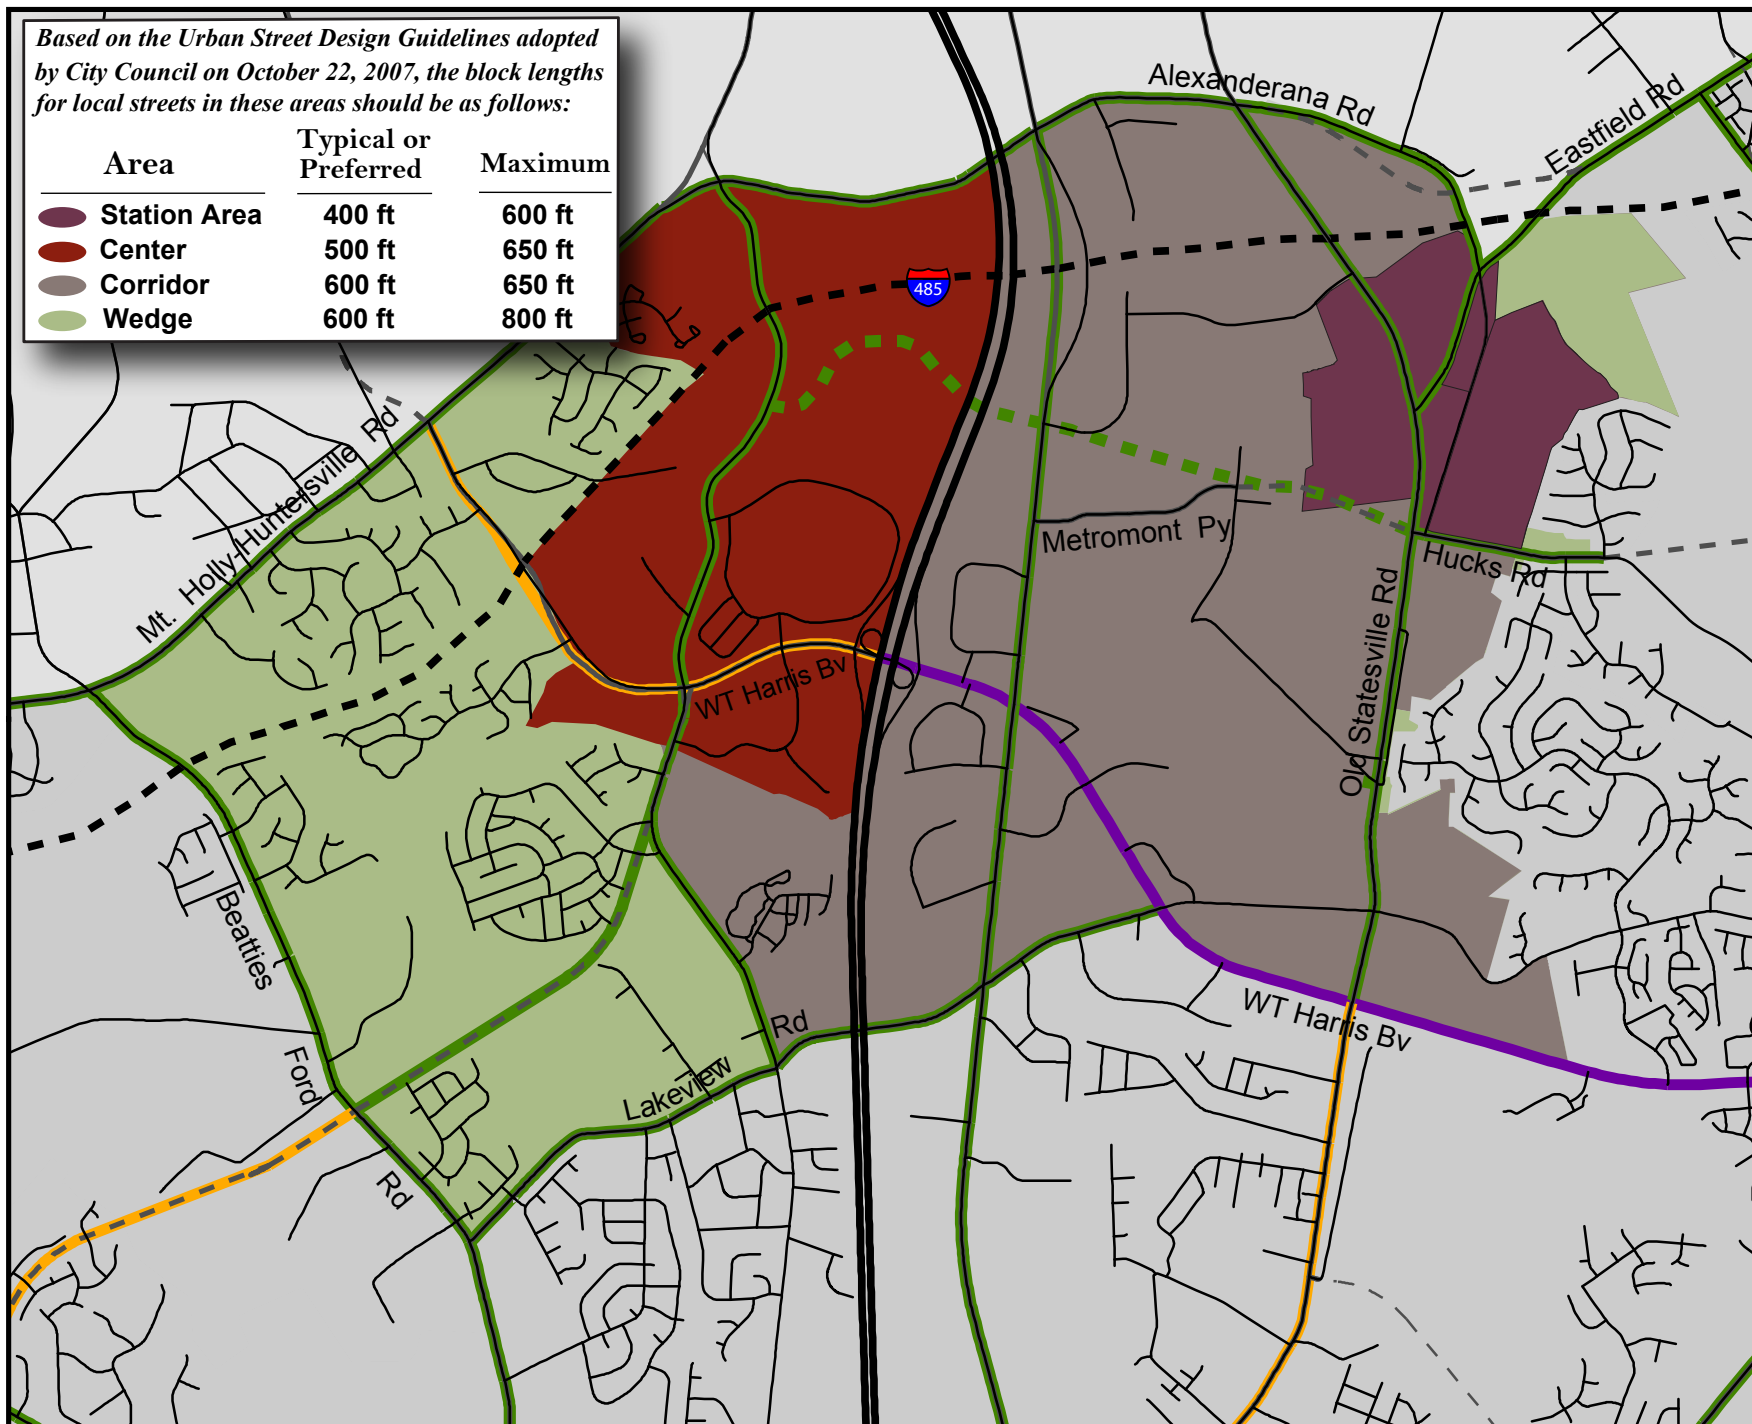 Based on the Urban Street Design Guidelines adopted
by City Council on October 22, 2007, the block lengths
for local streets in these areas should be as follows:
Area Typical or Preferred Maximum
Station Area 400 ft 600 ft
Center 500 ft 650 ft
Corridor 600 ft 650 ft
Wedge 600 ft 800 ft
Alexanderana Rd
Eastfield Rd
485
Mt. Holly-Huntersville Rd
Metromont Py
Hucks Rd
Old Statesville Rd
WT Harris Bv
Beatties
Ford
Rd
Lakeview
Rd
WT Harris Bv